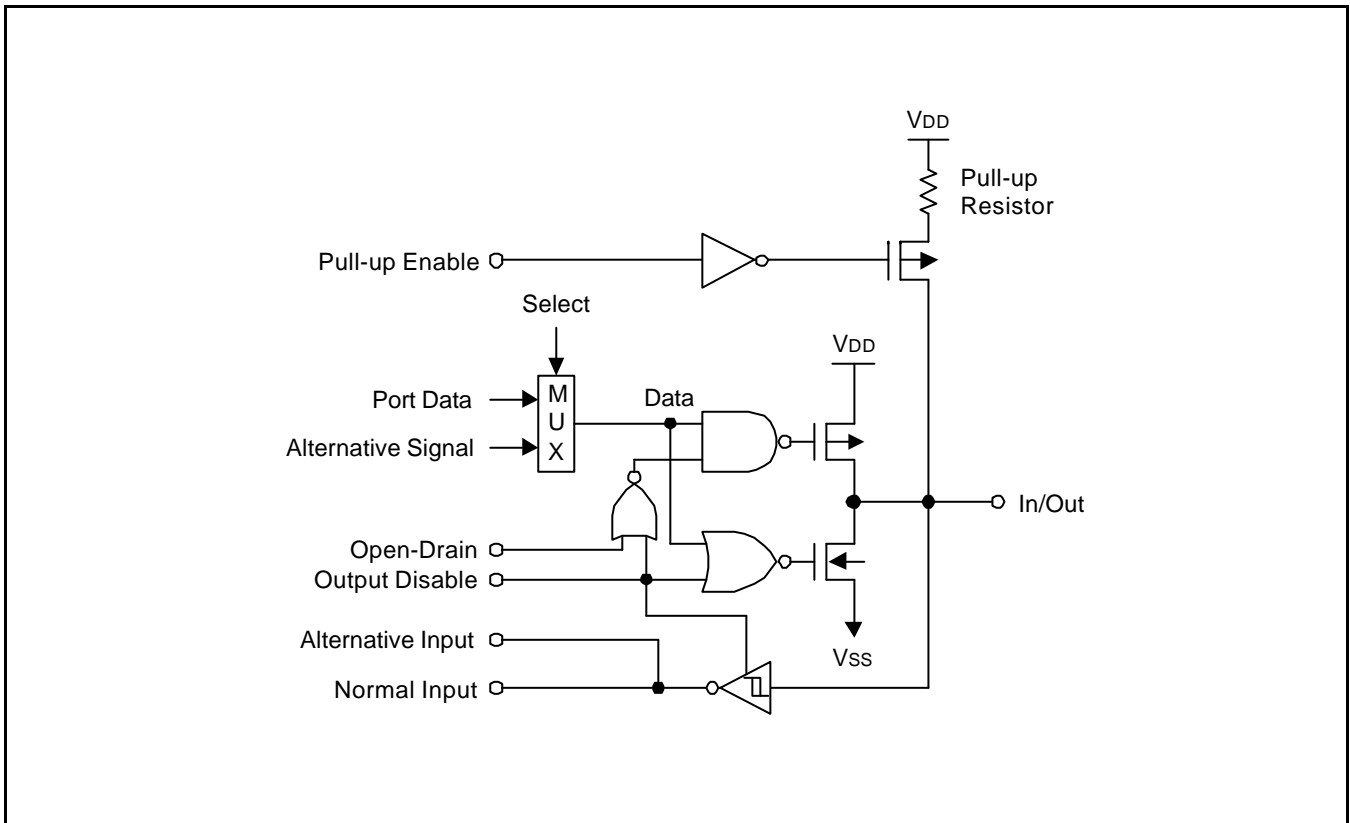 VDD
Pull-up
Resistor
Pull-up Enable
Select
VDD
Port Data
M
U
X
Data
Alternative Signal
In/Out
Open-Drain
Output Disable
Alternative Input
VSS
Normal Input